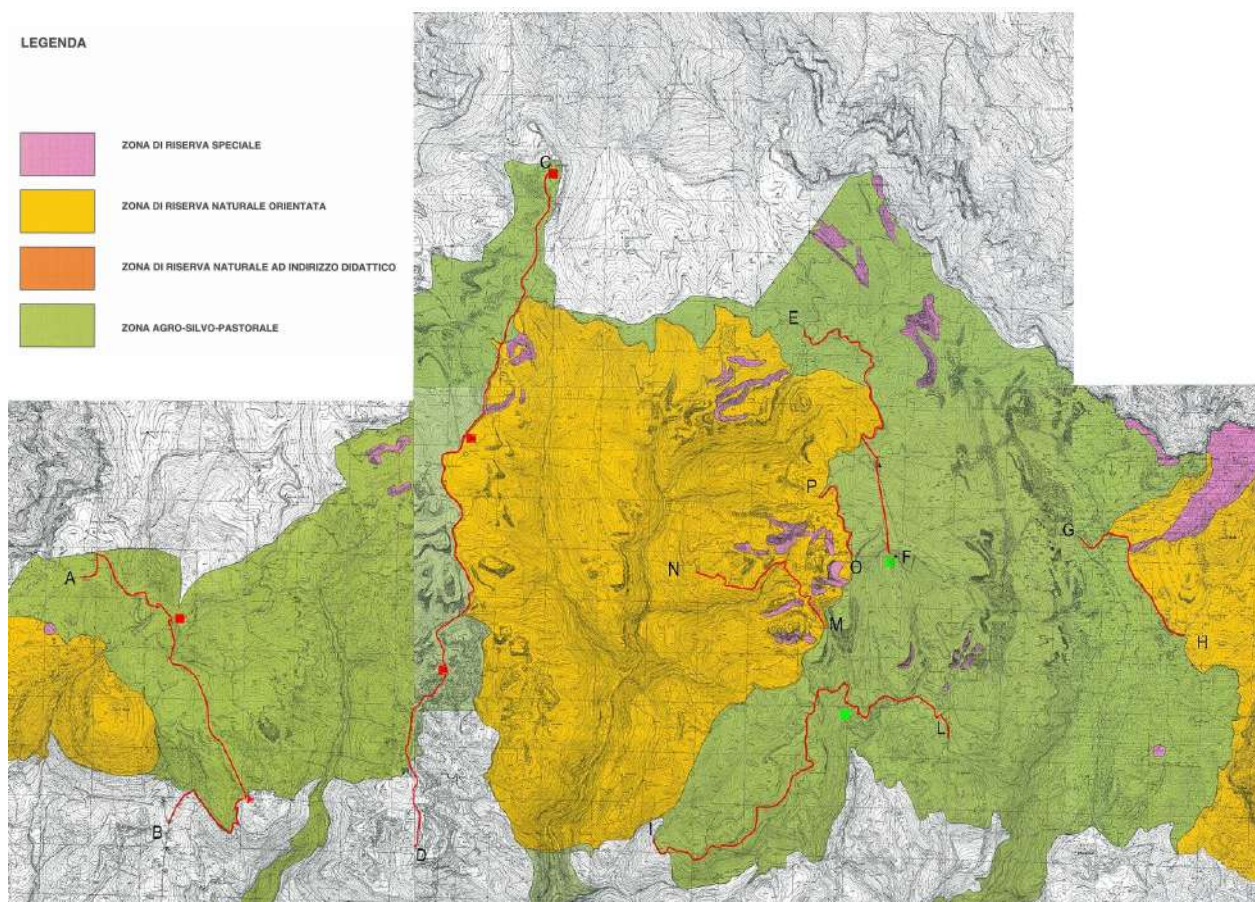 LEGENDA
ZONA DI RISERVA SPECIALE
ZONA DI RISERVA NATURALE ORIENTATA
ZONA DI RISERVA NATURALE AD INDIRIZZO DIDATTICO
ZONA AGRO-SILVO-PASTORALE
C
E
P
G
A
N
O
F
M
H
L
B
I
D